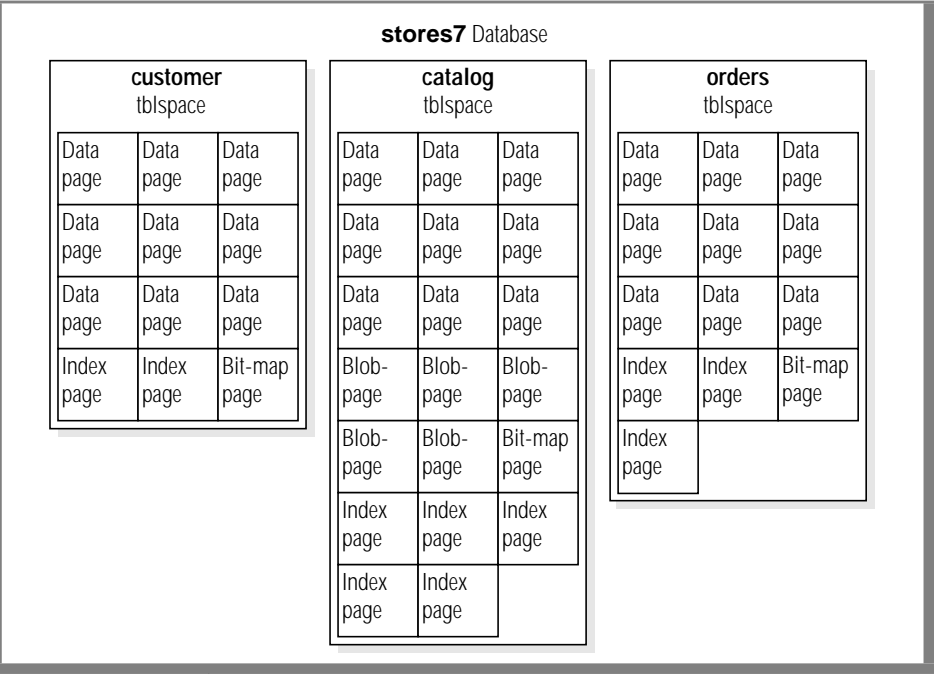 stores7 Database
customer
tblspace
Data Data Data
page page page
Data Data Data
page page page
Data Data Data
page page page
Index Index Bit-map
page page page
catalog
tblspace
Data Data Data
page page page
Data Data Data
page page page
Data Data Data
page page page
Blob- Blob- Blob-
page page page
Blob- Blob- Bit-map
page page page
Index Index Index
page page page
Index Index
page page
orders
tblspace
Data Data Data
page page page
Data Data Data
page page page
Data Data Data
page page page
Index Index Bit-map
page page page
Index
page